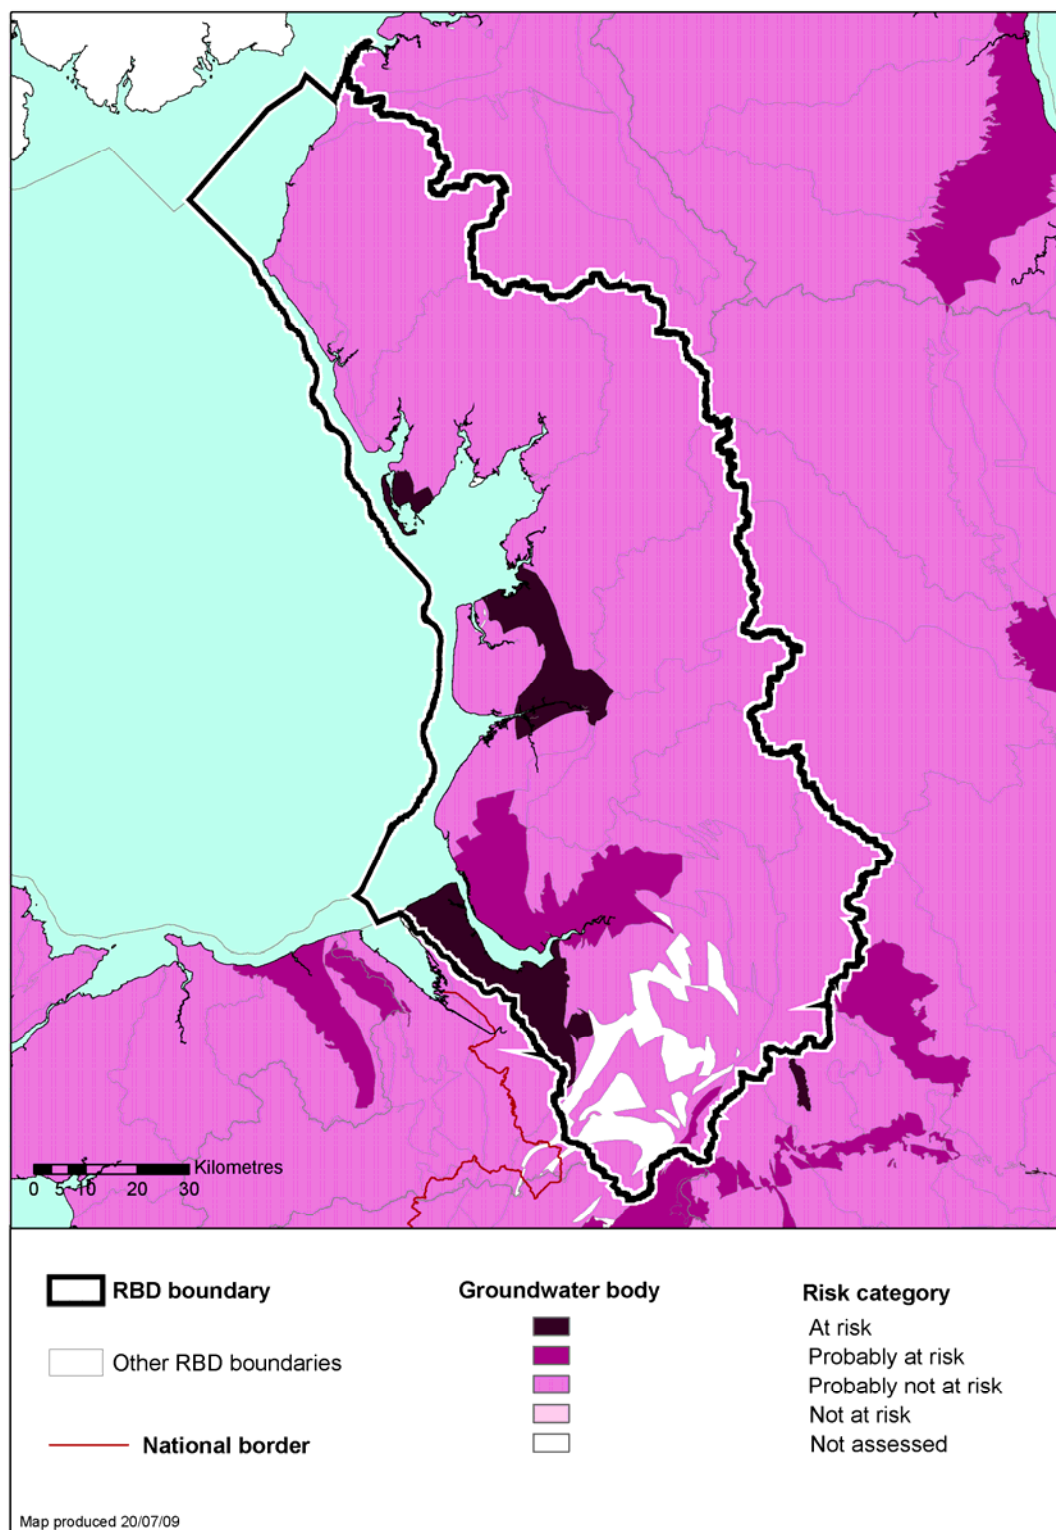 Kilometres
0 5 10 20 30
RBD boundary
Other RBD boundaries
National border
Groundwater body
Risk category
At risk
Probably at risk
Probably not at risk
Not at risk
Not assessed
Map produced 20/07/09